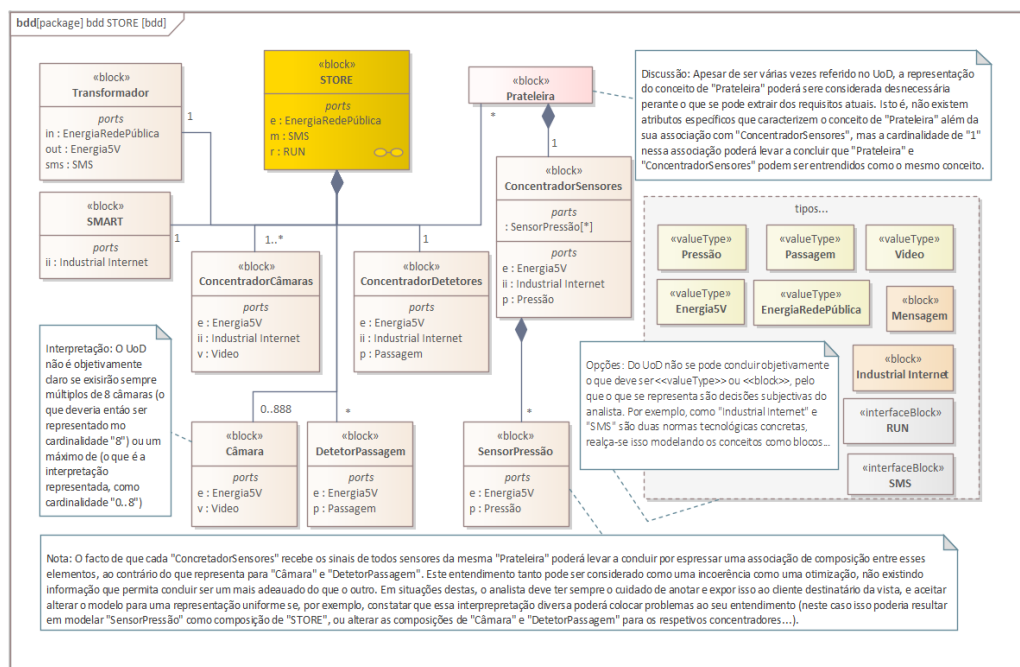 bdd[package] bdd STORE [bdd]
«block»
Transformador
ports
in : EnergiaRedePública
out : Energia5V
sms : SMS
1
«block»
STORE
ports
e : EnergiaRedePública
m : SMS
r : RUN
«block»
Prateleira
*
1
Discussão: Apesar de ser várias vezes referido no UoD, a representação
do conceito de "Prateleira" poderá sere considerada desnecessária
perante o que se pode extrair dos requisitos atuais. Isto é, não existem
atributos específicos que caracterizem o conceito de "Prateleira" além da
sua associação com "ConcentradorSensores", mas a cardinalidade de "1"
nessa associação poderá levar a concluir que "Prateleira" e
"ConcentradorSensores" podem ser entrendidos como o mesmo conceito.
«block»
SMART
ports
ii : Industrial Internet
1
«block»
ConcentradorSensores
parts
: SensorPressão[*]
ports
e : Energia5V
ii : Industrial Internet
p : Pressão
1..*
«block»
ConcentradorCâmaras
ports
e : Energia5V
ii : Industrial Internet
v : Video
1
«block»
ConcentradorDetetores
ports
e : Energia5V
ii : Industrial Internet
p : Passagem
tipos...
«valueType»
Pressão
«valueType»
Passagem
«valueType»
Video
«valueType»
Energia5V
«valueType»
EnergiaRedePública
«block»
Mensagem
«block»
Industrial Internet
«interfaceBlock»
RUN
«interfaceBlock»
SMS
Interpretação: O UoD
não é objetivamente
claro se exisirão sempre
múltiplos de 8 câmaras (o
que deveria entáo ser
representado mo
cardinalidade "8") ou um
máximo de (o que é a
interpretação
representada, como
cardinalidade "0..8")
Opções: Do UoD não se pode conduir objetivamente
o que deve ser <<valueType>> ou <<block>>, pelo
que o que se representa são decisões subjectivas do
analista. Por exemplo, como "Industrial Internet" e
"SMS" são duas normas tecnológicas concretas,
realça-se isso modelando os conceitos como blocos...
0..888
«block»
Câmara
ports
e : Energia5V
v : Video
*
«block»
DetetorPassagem
ports
e : Energia5V
p : Passagem
*
«block»
SensorPressão
ports
e : Energia5V
p : Pressão
Nota: O facto de que cada "ConcretadorSensores" recebe os sinais de todos sensores da mesma "Prateleira" poderá levar a concluir por espressar uma associação de composição entre esses
elementos, ao contrário do que representa para "Câmara" e "DetetorPassagem". Este entendimento tanto pode ser considerado como uma incoerência como uma otimização, não existindo
informação que permita concluir ser um mais adeauado do que o outro. Em situações destas, o analista deve ter sempre o cuidado de anotar e expor isso ao cliente destinatário da vista, e aceitar
alterar o modelo para uma representação uniforme se, por exemplo, constatar que essa interprepretação diversa poderá colocar problemas ao seu entendimento (neste caso isso poderia resultar
em modelar "SensorPressão" como composição de "STORE", ou alterar as composições de "Câmara" e "DetetorPassagem" para os respetivos concentradores...).